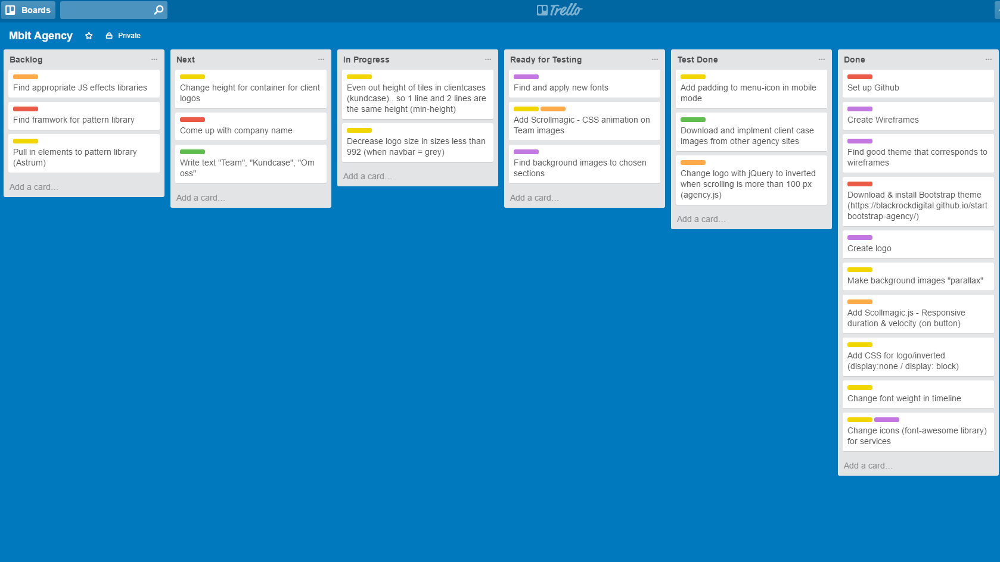 Boards
Trello
Mbit Agency
Private
Backlog
Find appropriate JS effects libraries
Find framwork for pattern library
Pull in elements to pattern library
(Astrum)
Add a card…
Next
Change height for container for client
logos
Come up with company name
Write text "Team", "Kundcase", "Om
oss"
Add a card…
In Progress
Even out height of tiles in clientcases
(kundcase).. so 1 line and 2 lines are
the same height (min-height)
Decrease logo size in sizes less than
992 (when navbar = grey)
Add a card…
Ready for Testing
Find and apply new fonts
Add Scrollmagic - CSS animation on
Team images
Find background images to chosen
sections
Add a card…
Test Done
Add padding to menu-icon in mobile
mode
Download and implment client case
images from other agency sites
Change logo with jQuery to inverted
when scrolling is more than 100 px
(agency.js)
Add a card…
Done
Set up Github
Create Wireframes
Find good theme that corresponds to
wireframes
Download & install Bootstrap theme
(https://blackrockdigital.github.io/start
bootstrap-agency/)
Create logo
Make background images "parallax"
Add Scollmagic.js - Responsive
duration & velocity (on button)
Add CSS for logo/inverted
(display:none / display: block)
Change font weight in timeline
Change icons (font-awesome library)
for services
Add a card…